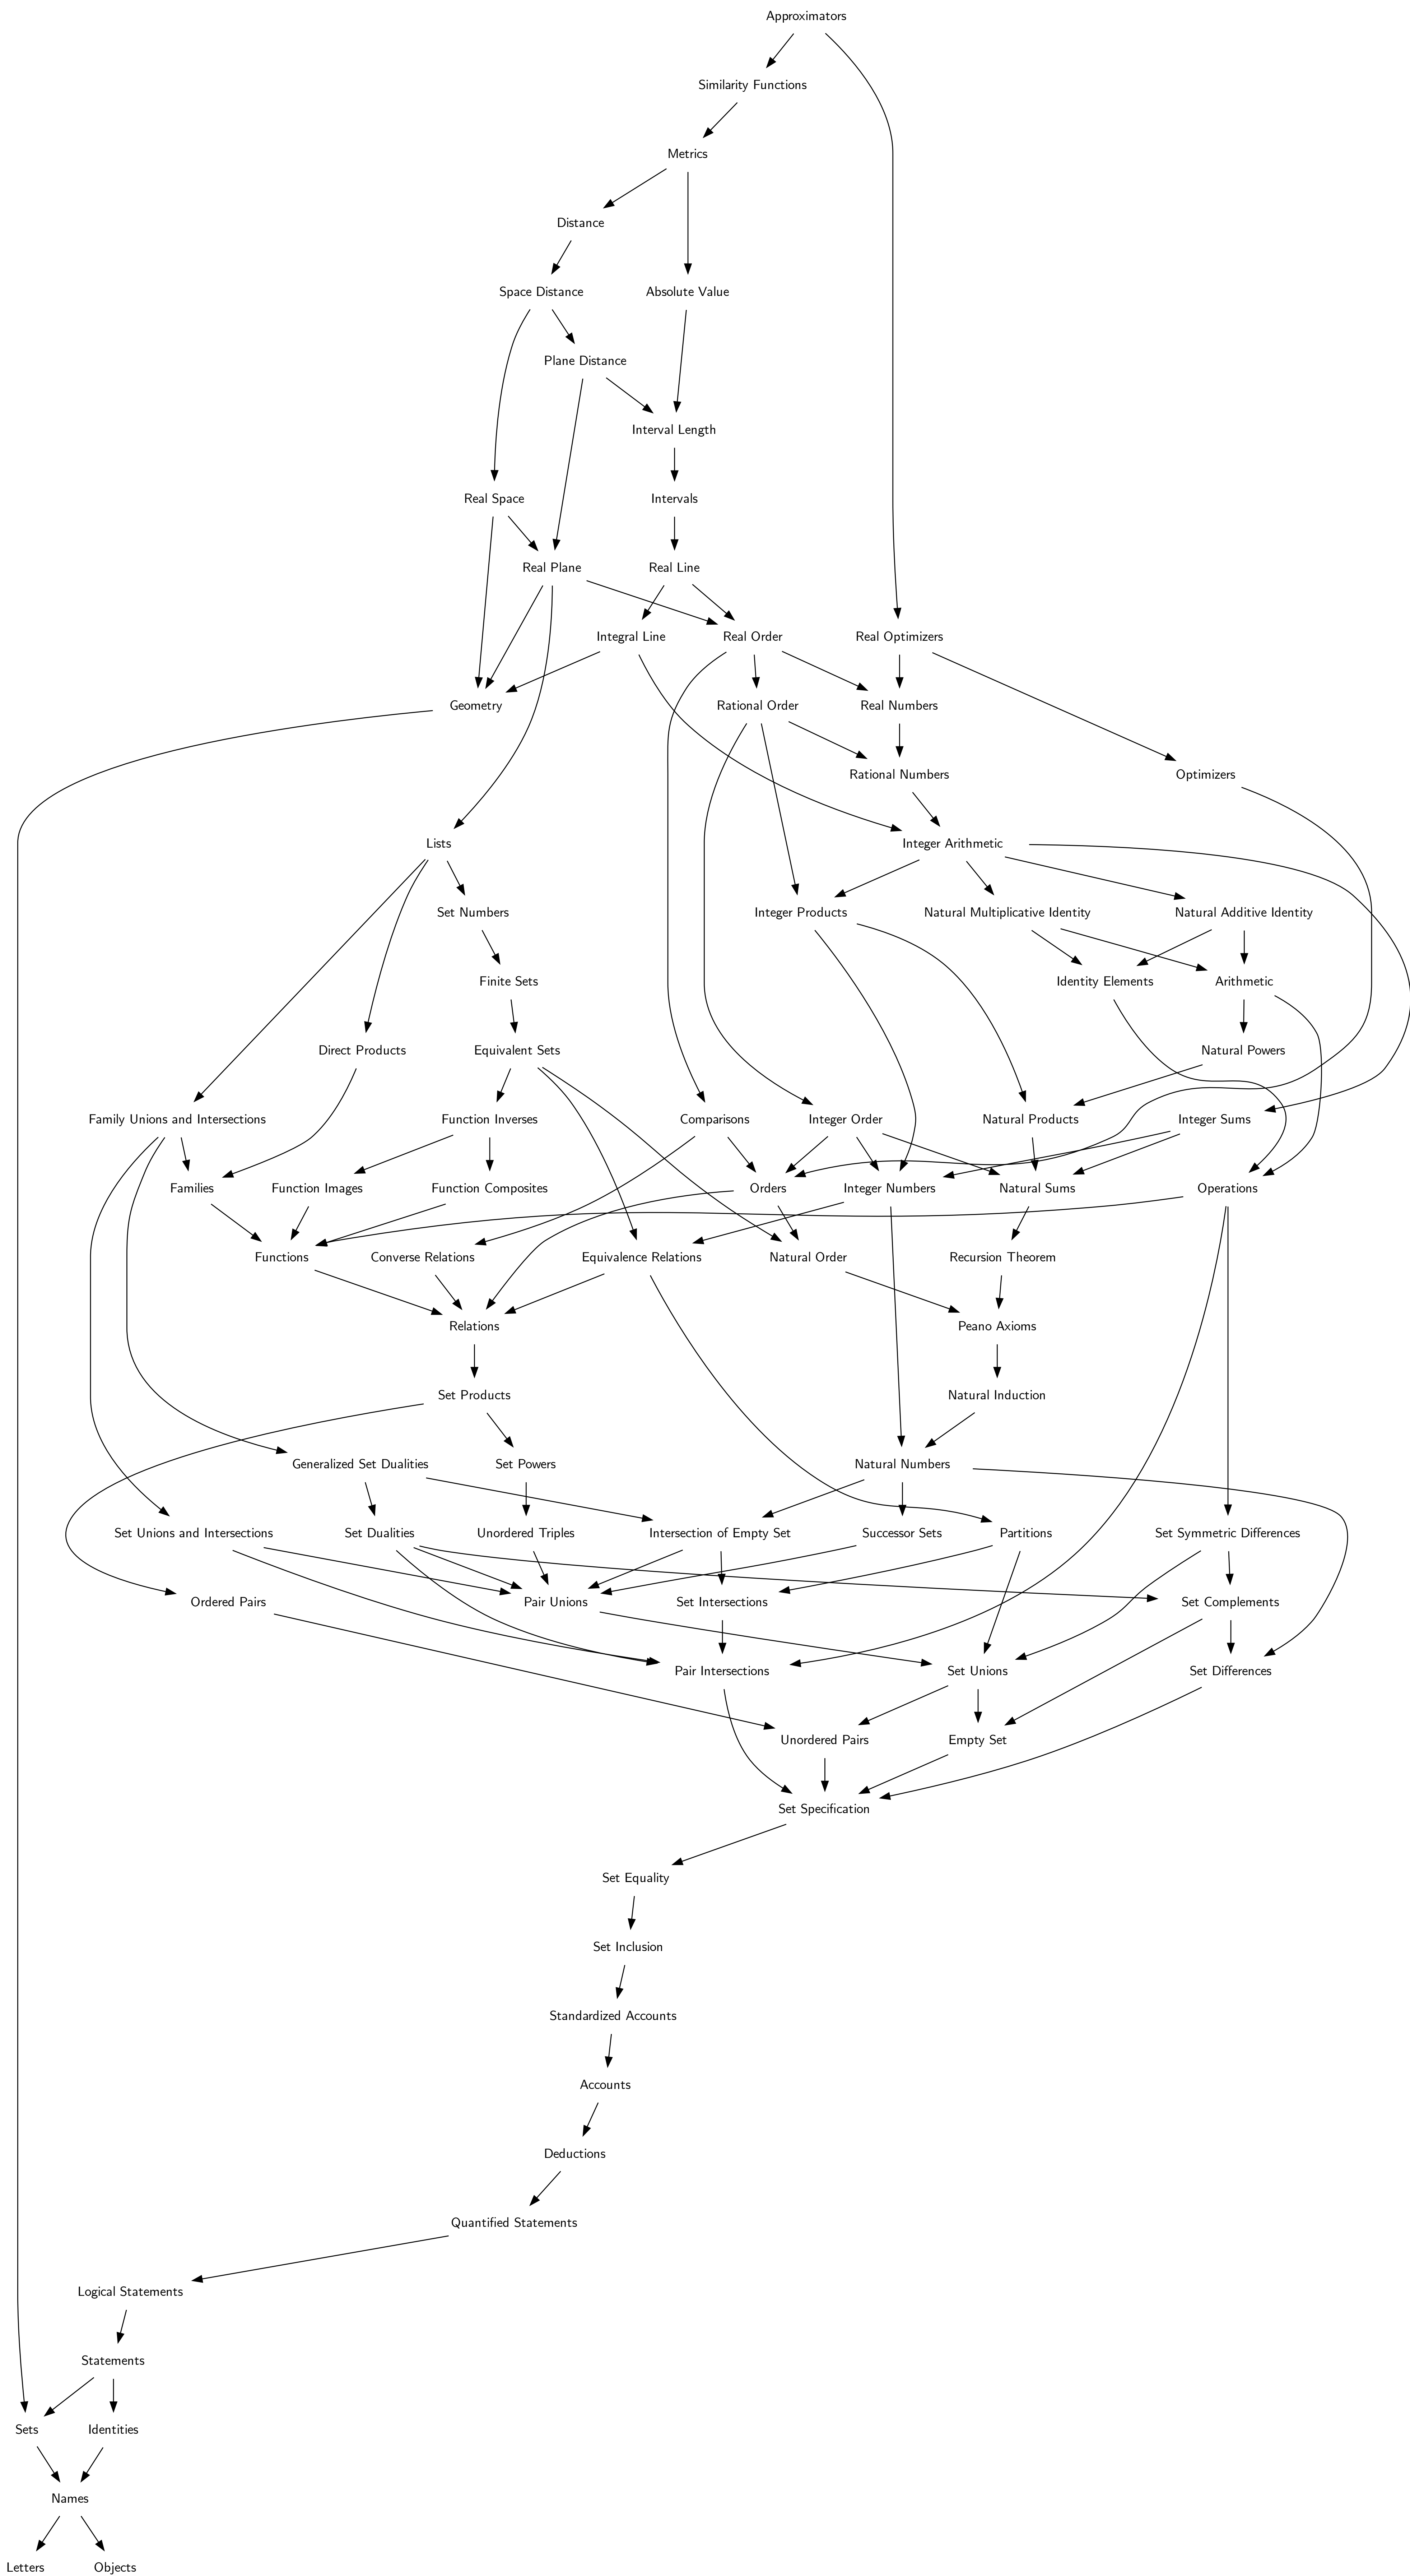 Approximators
Similarity Functions
Metrics
Distance
Space Distance
Absolute Value
Plane Distance
Interval Length
Real Space
Intervals
Real Plane
Real Line
Integral Line
Real Order
Real Optimizers
Geometry
Rational Order
Real Numbers
Rational Numbers
Optimizers
Lists
Integer Arithmetic
Set Numbers
Integer Products
Natural Multiplicative Identity
Natural Additive Identity
Finite Sets
Identity Elements
Arithmetic
Direct Products
Equivalent Sets
Natural Powers
Family Unions and Intersections
Function Inverses
Comparisons
Integer Order
Natural Products
Integer Sums
Families
Function Images
Function Composites
Orders
Integer Numbers
Natural Sums
Operations
Functions
Converse Relations
Equivalence Relations
Natural Order
Recursion Theorem
Relations
Peano Axioms
Set Products
Natural Induction
Generalized Set Dualities
Set Powers
Natural Numbers
Set Unions and Intersections
Set Dualities
Unordered Triples
Intersection of Empty Set
Successor Sets
Partitions
Set Symmetric Differences
Ordered Pairs
Pair Unions
Set Intersections
Set Complements
Pair Intersections
Set Unions
Set Differences
Unordered Pairs
Empty Set
Set Specification
Set Equality
Set Inclusion
Standardized Accounts
Accounts
Deductions
Quantified Statements
Logical Statements
Statements
Sets
Identities
Names
Letters
Objects